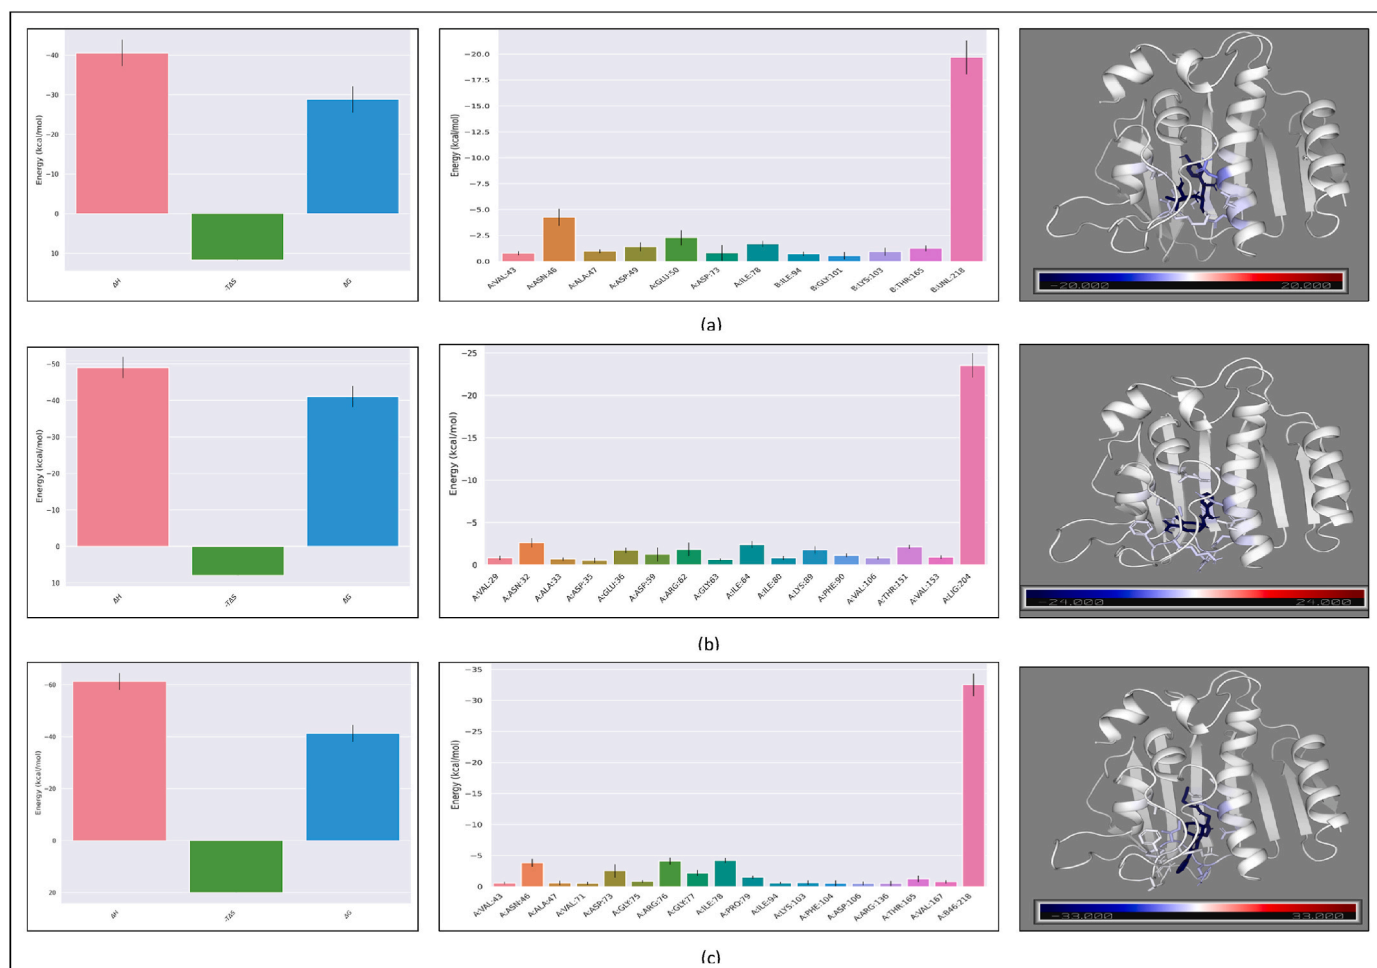 −40
−30
−20
−10
0
10
Energy (kcal/mol)
ΔH
-TΔS
ΔG
−20.0
−17.5
−15.0
−12.5
−10.0
−7.5
−5.0
−2.5
0.0
Energy (kcal/mol)
A:VAL:43
A:ASN:46
A:ALA:47
A:ASP:49
A:GLU:50
A:ASP:73
A:ILE:78
B:ILE:94
B:GLY:101
B:LYS:103
B:THR:165
B:UNL:218
−20.000
20.000
(a)
−50
−40
−30
−20
−10
0
10
Energy (kcal/mol)
ΔH
-TΔS
ΔG
−25
−20
−15
−10
−5
0
Energy (kcal/mol)
A:VAL:29
A:ASN:32
A:ALA:33
A:ASP:35
A:GLU:36
A:ASP:59
A:ARG:62
A:GLY:63
A:ILE:64
A:ILE:80
A:LYS:89
A:PHE:90
A:VAL:106
A:THR:151
A:VAL:153
A:LIG:204
−24.000
24.000
(b)
−60
−40
−20
0
20
Energy (kcal/mol)
ΔH
-TΔS
ΔG
−35
−30
−25
−20
−15
−10
−5
0
Energy (kcal/mol)
A:VAL:43
A:ASN:46
A:ALA:47
A:VAL:71
A:ASP:73
A:GLY:75
A:ARG:76
A:GLY:77
A:ILE:78
A:PRO:79
A:ILE:94
A:LYS:103
A:PHE:104
A:ASP:106
A:ARG:136
A:THR:165
A:VAL:167
A:B46:218
−33.000
33.000
(c)